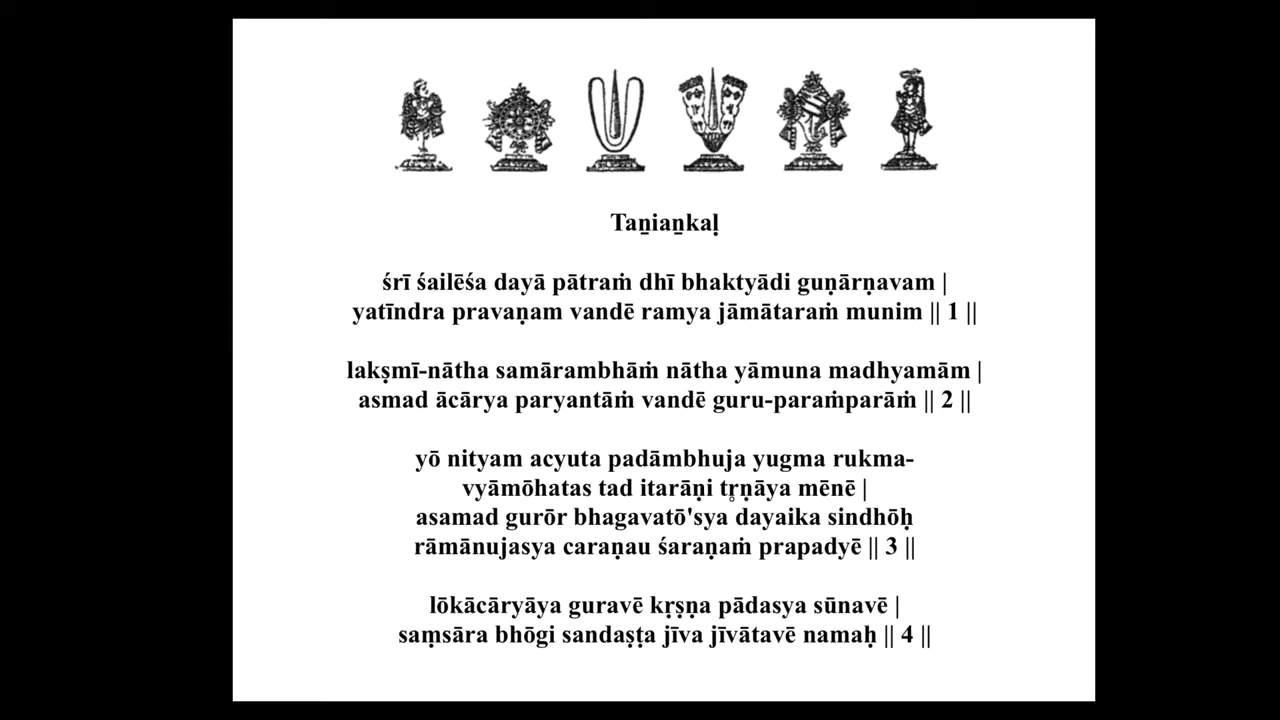 Taṉiaṉkaḷ
śrī śailēśa dayā pātraṁ dhī bhaktyādi guṇārṇavam |
yatīndra pravaṇam vandē ramya jāmātaraṁ munim || 1 ||
lakṣmī-nātha samārambhāṁ nātha yāmuna madhyamām |
asmad ācārya paryantāṁ vandē guru-paraṁparāṁ || 2 ||
yō nityam acyuta padāmbhuja yugma rukma-
vyāmōhatas tad itarāṇi tr̥ṇāya mēnē |
asamad gurōr bhagavatō'sya dayaika sindhōḥ
rāmānujasya caraṇau śaraṇaṁ prapadyē || 3 ||
lōkācāryāya guravē kṛṣṇa pādasya sūnavē |
saṃsāra bhōgi sandaṣṭa jīva jīvātavē namaḥ || 4 ||